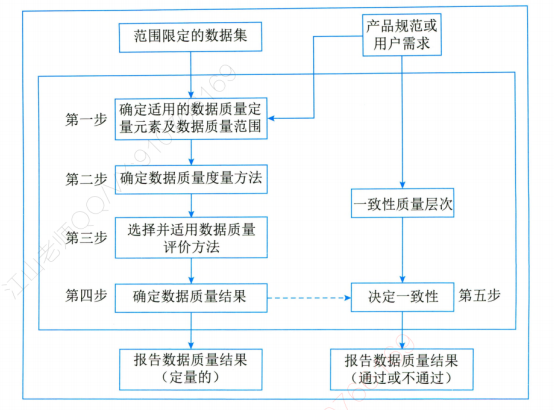 范围限定的数据集
产品规范或
用户需求
第一步
确定适用的数据质量定
量元素及数据质量范围
第二步
确定数据质量度量方法
一致性质量层次
第三步
选择并适用数据质量
评价方法
第四步
确定数据质量结果
决定一致性
第五步
报告数据质量结果
（定量的）
报告数据质量结果
（通过或不通过）